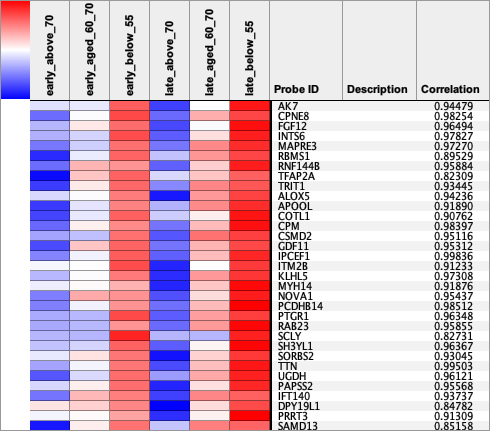 early_above_70
early_aged_60_70
early_below_55
late_above_70
late_aged_60_70
late_below_55
Probe ID Description Correlation
AK7 0.94479
CPNE8 0.98254
FGF12 0.96494
INTS6 0.97827
MAPRE3 0.97270
RBMS1 0.89529
RNF144B 0.95884
TFAP2A 0.82309
TRIT1 0.93445
ALOX5 0.94236
APOOL 0.91890
COTL1 0.90762
CPM 0.98397
CSMD2 0.95116
GDF11 0.95312
IPCEF1 0.99836
ITM2B 0.91233
KLHL5 0.97308
MYH14 0.91876
NOVA1 0.95437
PCDHB14 0.98512
PTGR1 0.96348
RAB23 0.95855
SCLY 0.82731
SH3YL1 0.96367
SORBS2 0.93045
TTN 0.99503
UGDH 0.96121
PAPSS2 0.95568
IFT140 0.93737
DPY19L1 0.84782
PRRT3 0.91309
SAMD13 0.85158